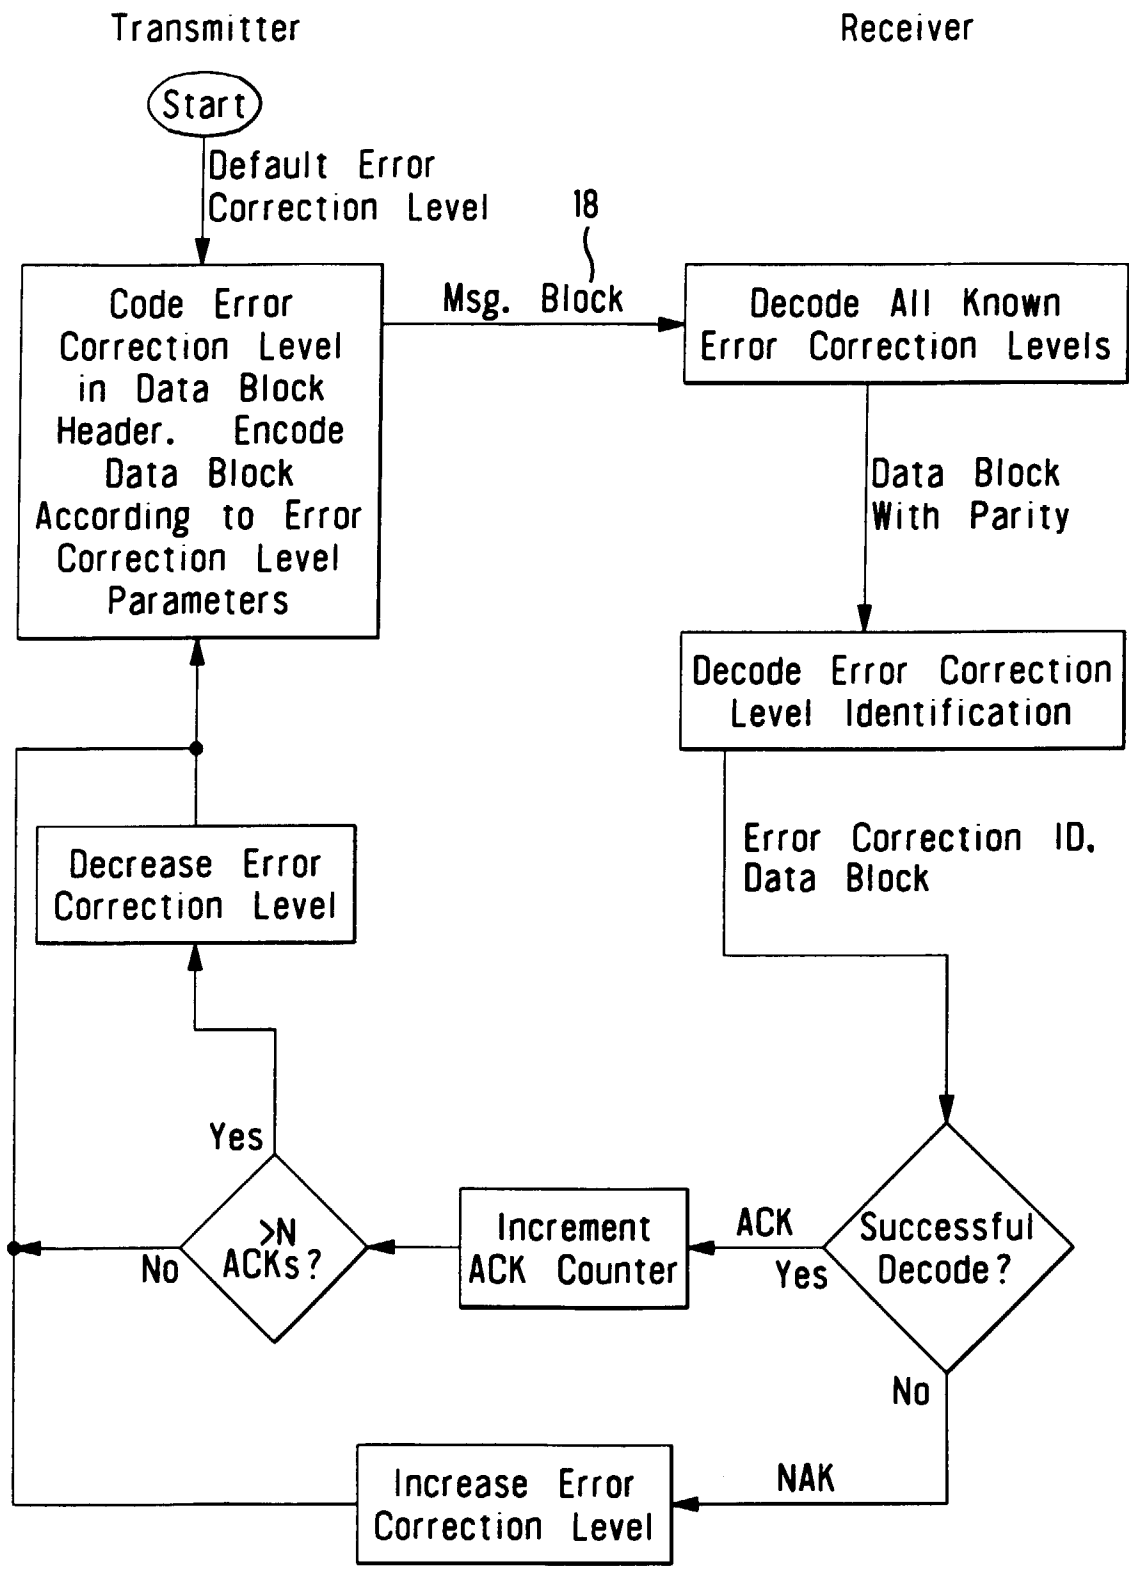 Transmitter
Receiver
Start
Default Error
Correction Level
18
Code Error
Correction Level
in Data Block
Header. Encode
Data Block
According to Error
Correction Level
Parameters
Msg. Block
Decode All Known
Error Correction Levels
Data Block
With Parity
Decode Error Correction
Level Identification
Error Correction ID.
Data Block
Decrease Error
Correction Level
Yes
>N
ACKs?
No
Increment
ACK Counter
ACK
Yes
Successful
Decode?
No
NAK
Increase Error
Correction Level